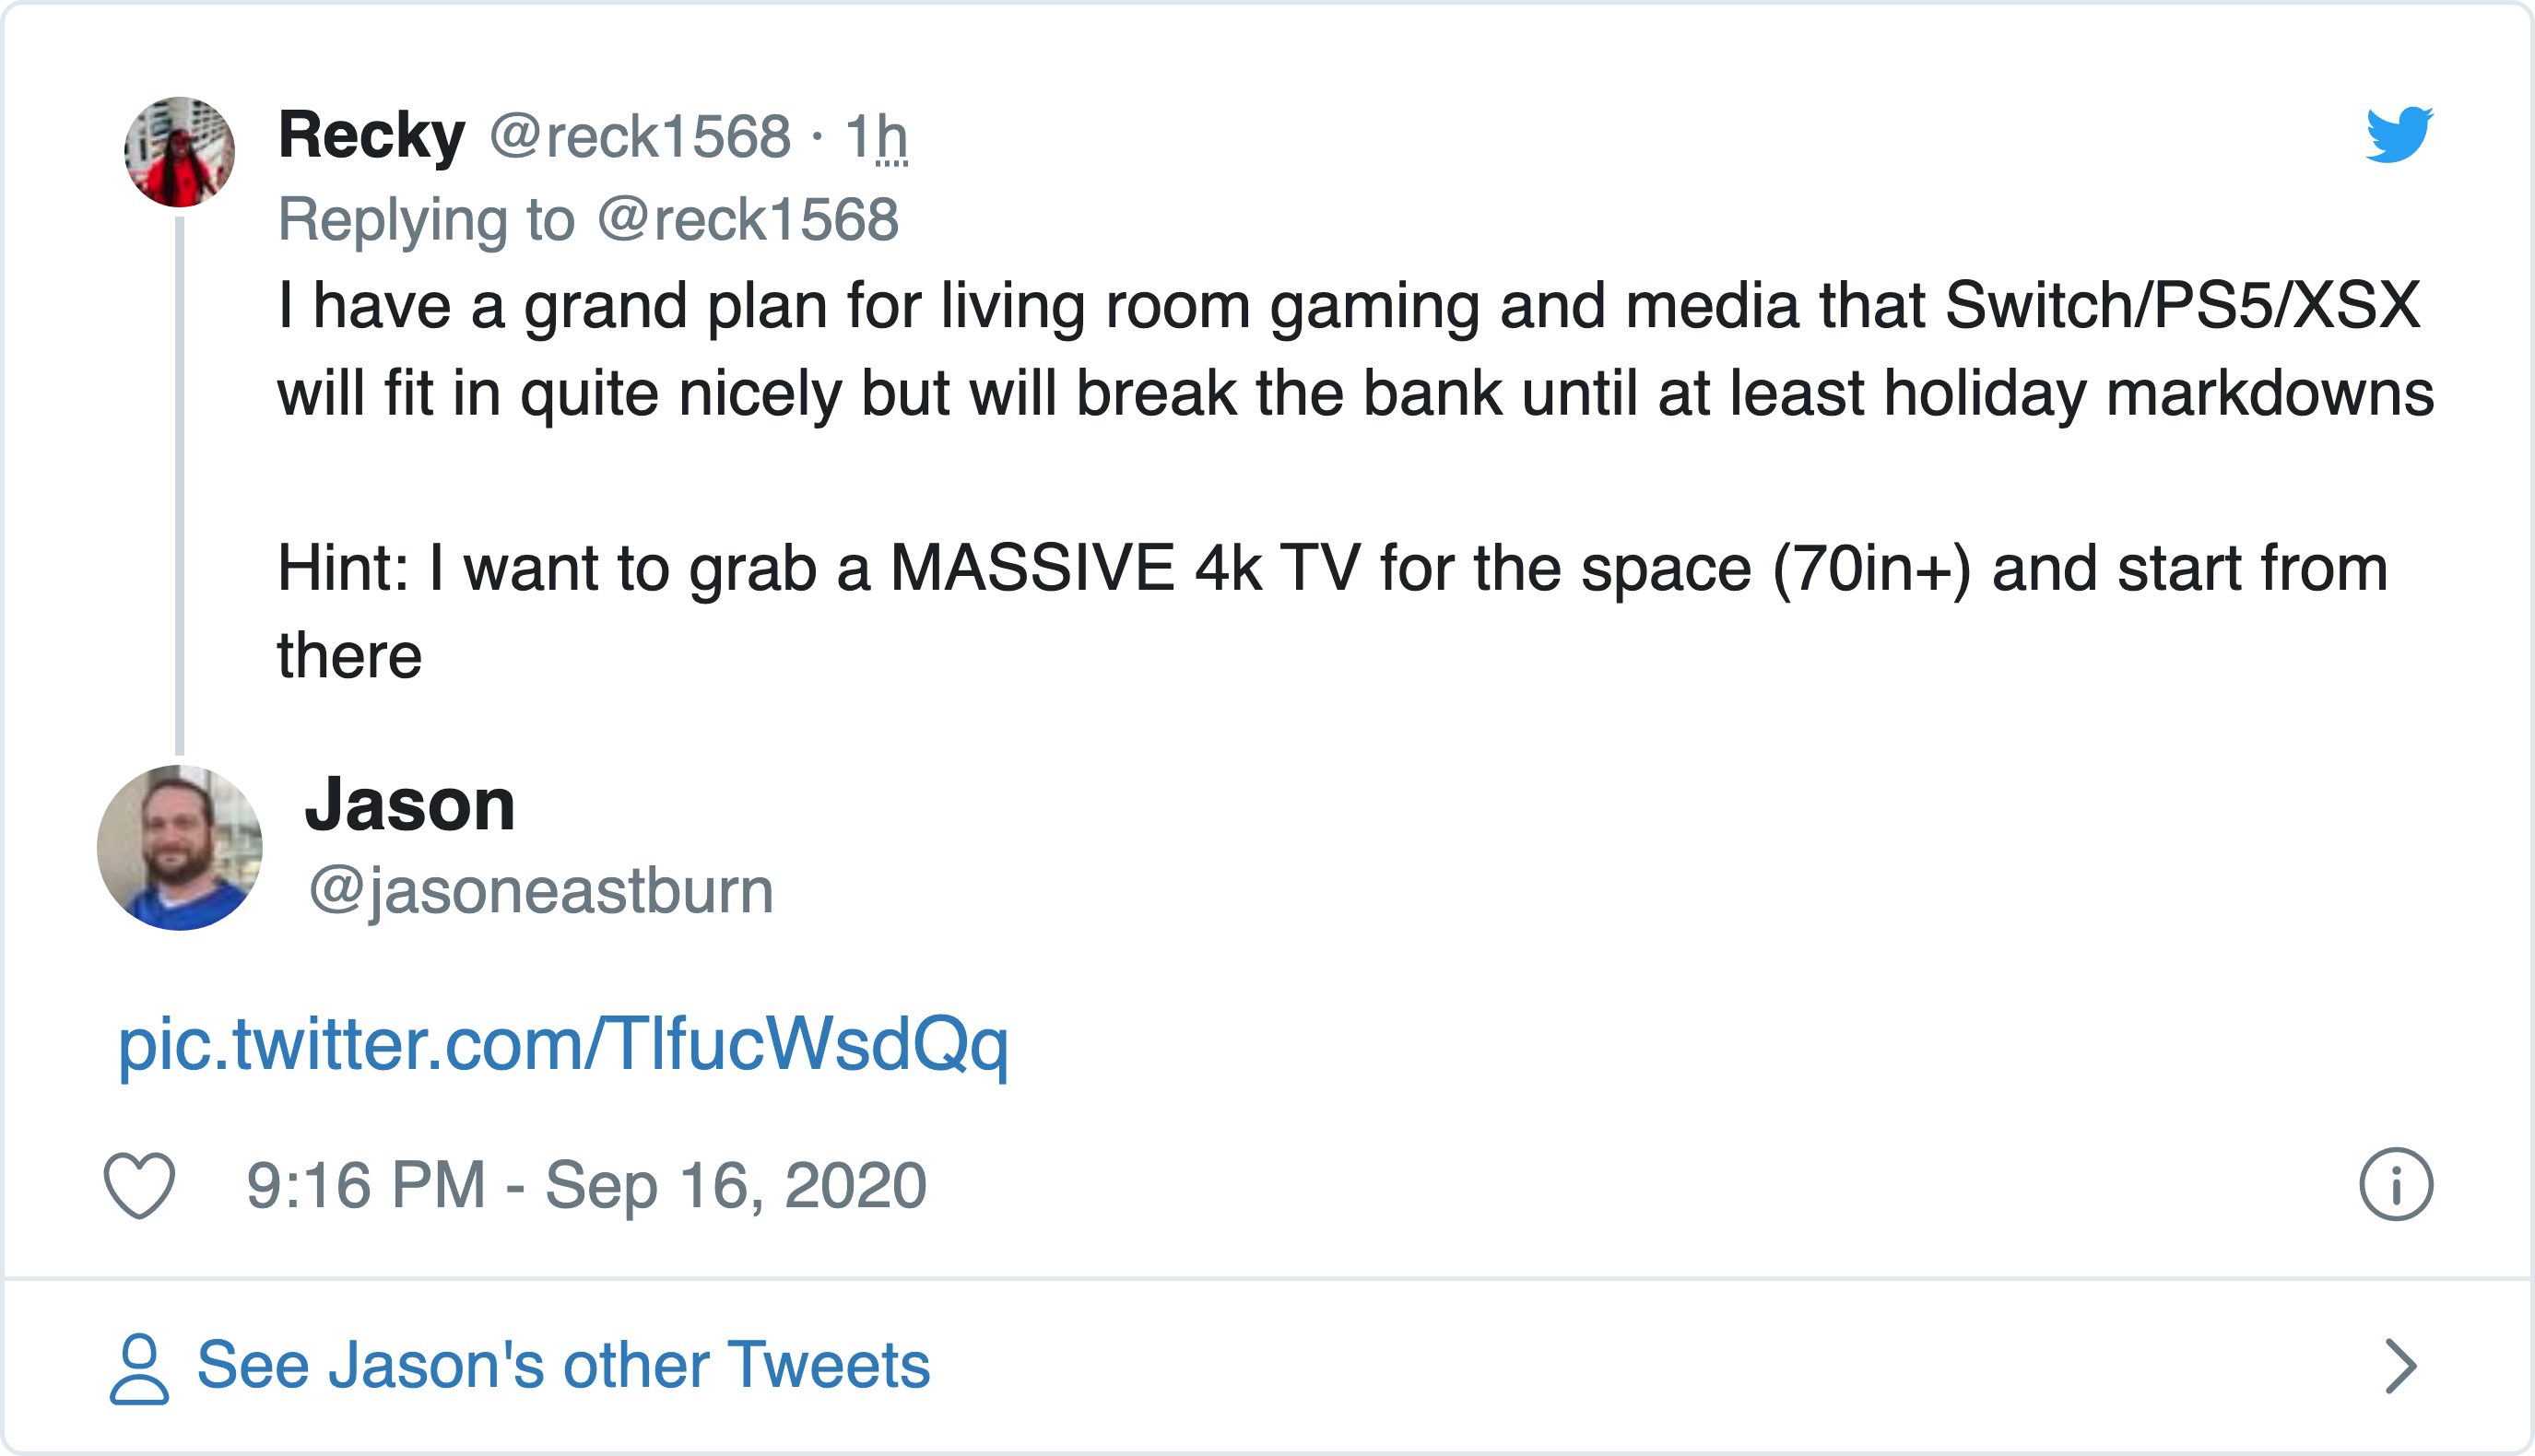 Recky @reck1568 · 1h
Replying to @reck1568
I have a grand plan for living room gaming and media that Switch/PS5/XSX
will fit in quite nicely but will break the bank until at least holiday markdowns
Hint: I want to grab a MASSIVE 4k TV for the space (70in+) and start from
there
Jason
@jasoneastburn
pic.twitter.com/TlfucWsdQq
9:16 PM - Sep 16, 2020
See Jason's other Tweets